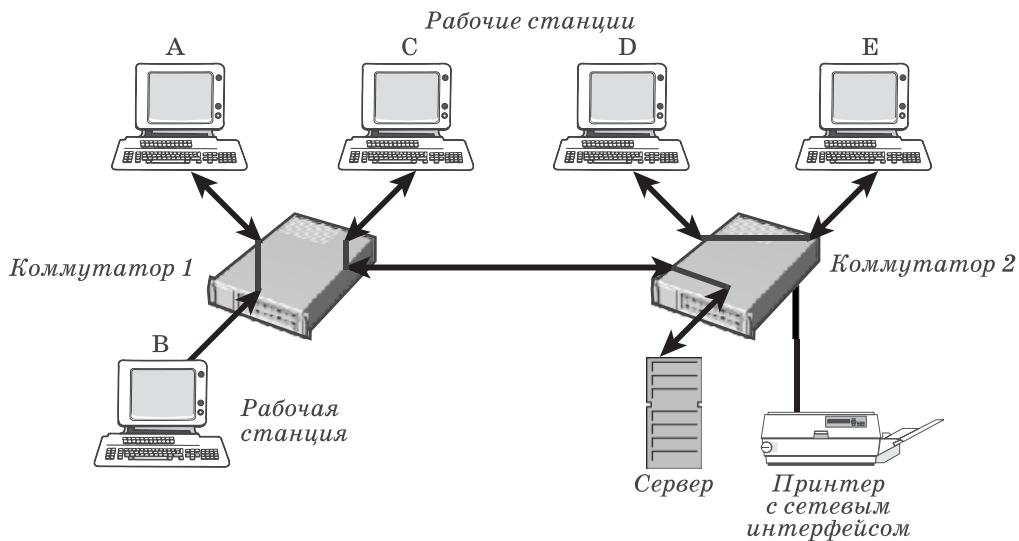 Рабочие станции
A
C
D
E
Коммутатор 1
Коммутатор 2
B
Рабочая
станция
Сервер
Принтер
с сетевым
интерфейсом